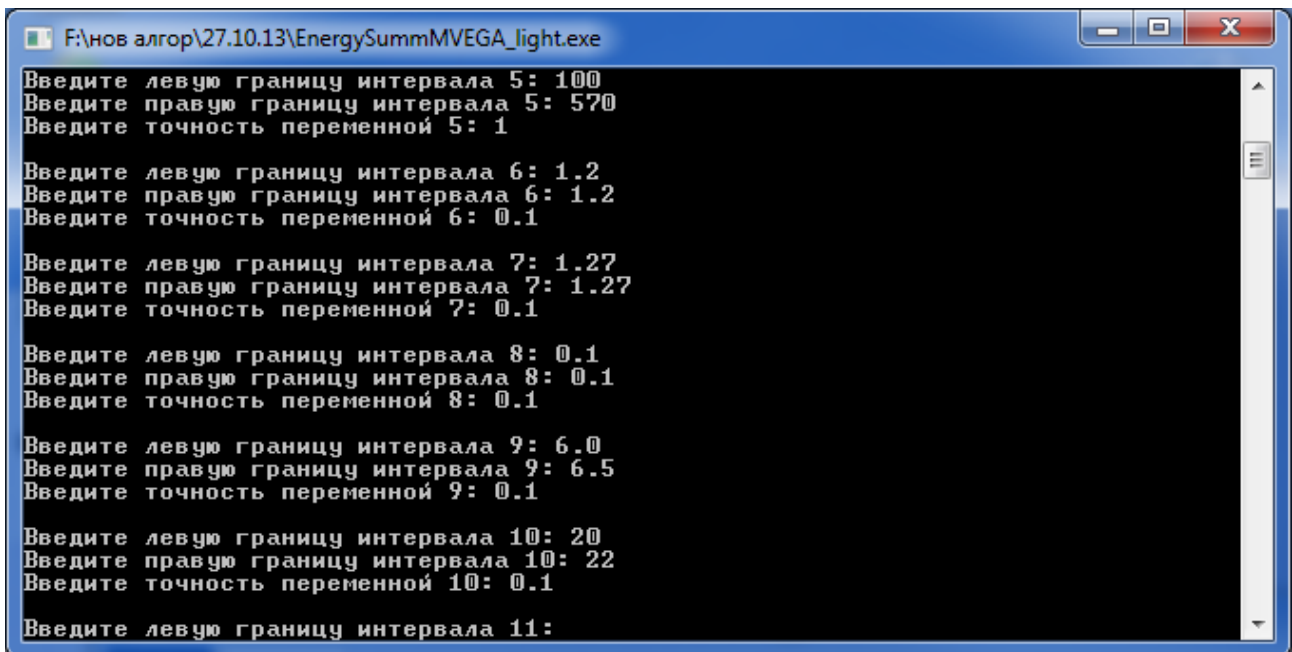 F:\нов алгор\27.10.13\EnergySummMVEGA_light.exe
Введите левую границу интервала 5: 100
Введите правую границу интервала 5: 570
Введите точность переменной 5: 1
Введите левую границу интервала 6: 1.2
Введите правую границу интервала 6: 1.2
Введите точность переменной 6: 0.1
Введите левую границу интервала 7: 1.27
Введите правую границу интервала 7: 1.27
Введите точность переменной 7: 0.1
Введите левую границу интервала 8: 0.1
Введите правую границу интервала 8: 0.1
Введите точность переменной 8: 0.1
Введите левую границу интервала 9: 6.0
Введите правую границу интервала 9: 6.5
Введите точность переменной 9: 0.1
Введите левую границу интервала 10: 20
Введите правую границу интервала 10: 22
Введите точность переменной 10: 0.1
Введите левую границу интервала 11: